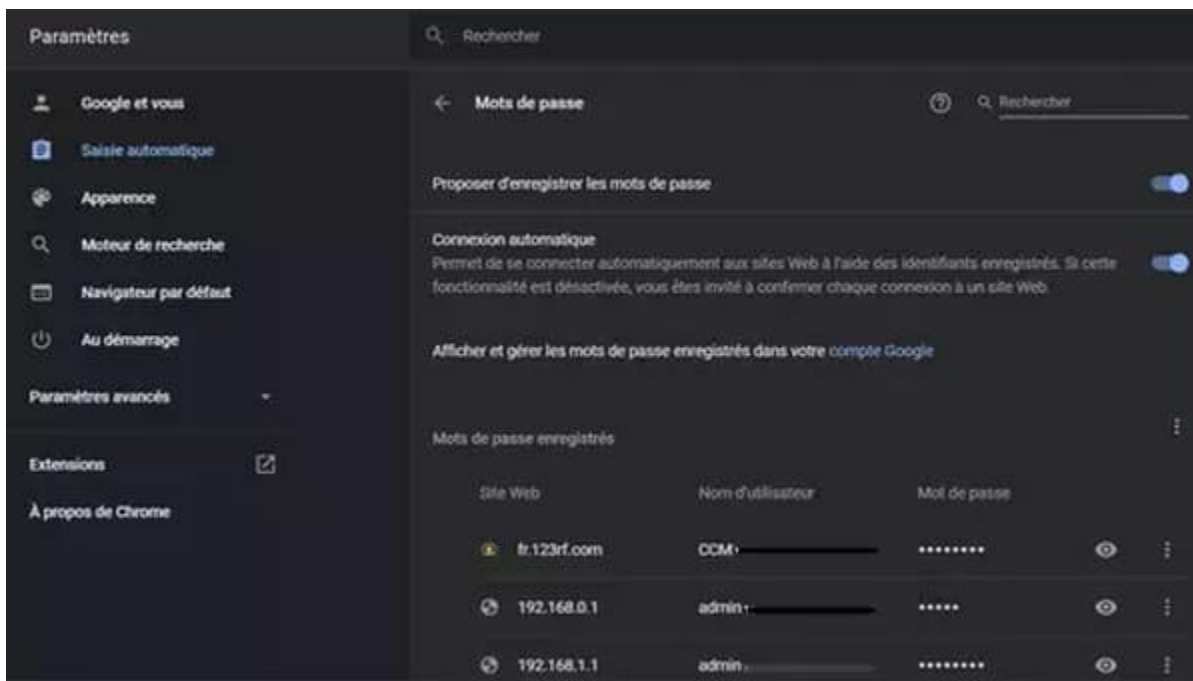 Paramètres
Rechercher
Google et vous
Saisie automatique
Apparence
Moteur de recherche
Navigateur par défaut
Au démarrage
Paramètres avancés
Extensions
À propos de Chrome
Mots de passe
Rechercher
Proposer d'enregistrer les mots de passe
Connexion automatique
Permet de se connecter automatiquement aux sites Web à l'aide des identifiants enregistrés. Si cette
fonctionnalité est désactivée, vous êtes invité à confirmer chaque connexion à un site Web.
Afficher et gérer les mots de passe enregistrés dans votre compte Google
Mots de passe enregistrés
Site Web Nom d'utilisateur Mot de passe
fr.123rf.com CCM ••••••••
192.168.0.1 admin •••••
192.168.1.1 admin ••••••••